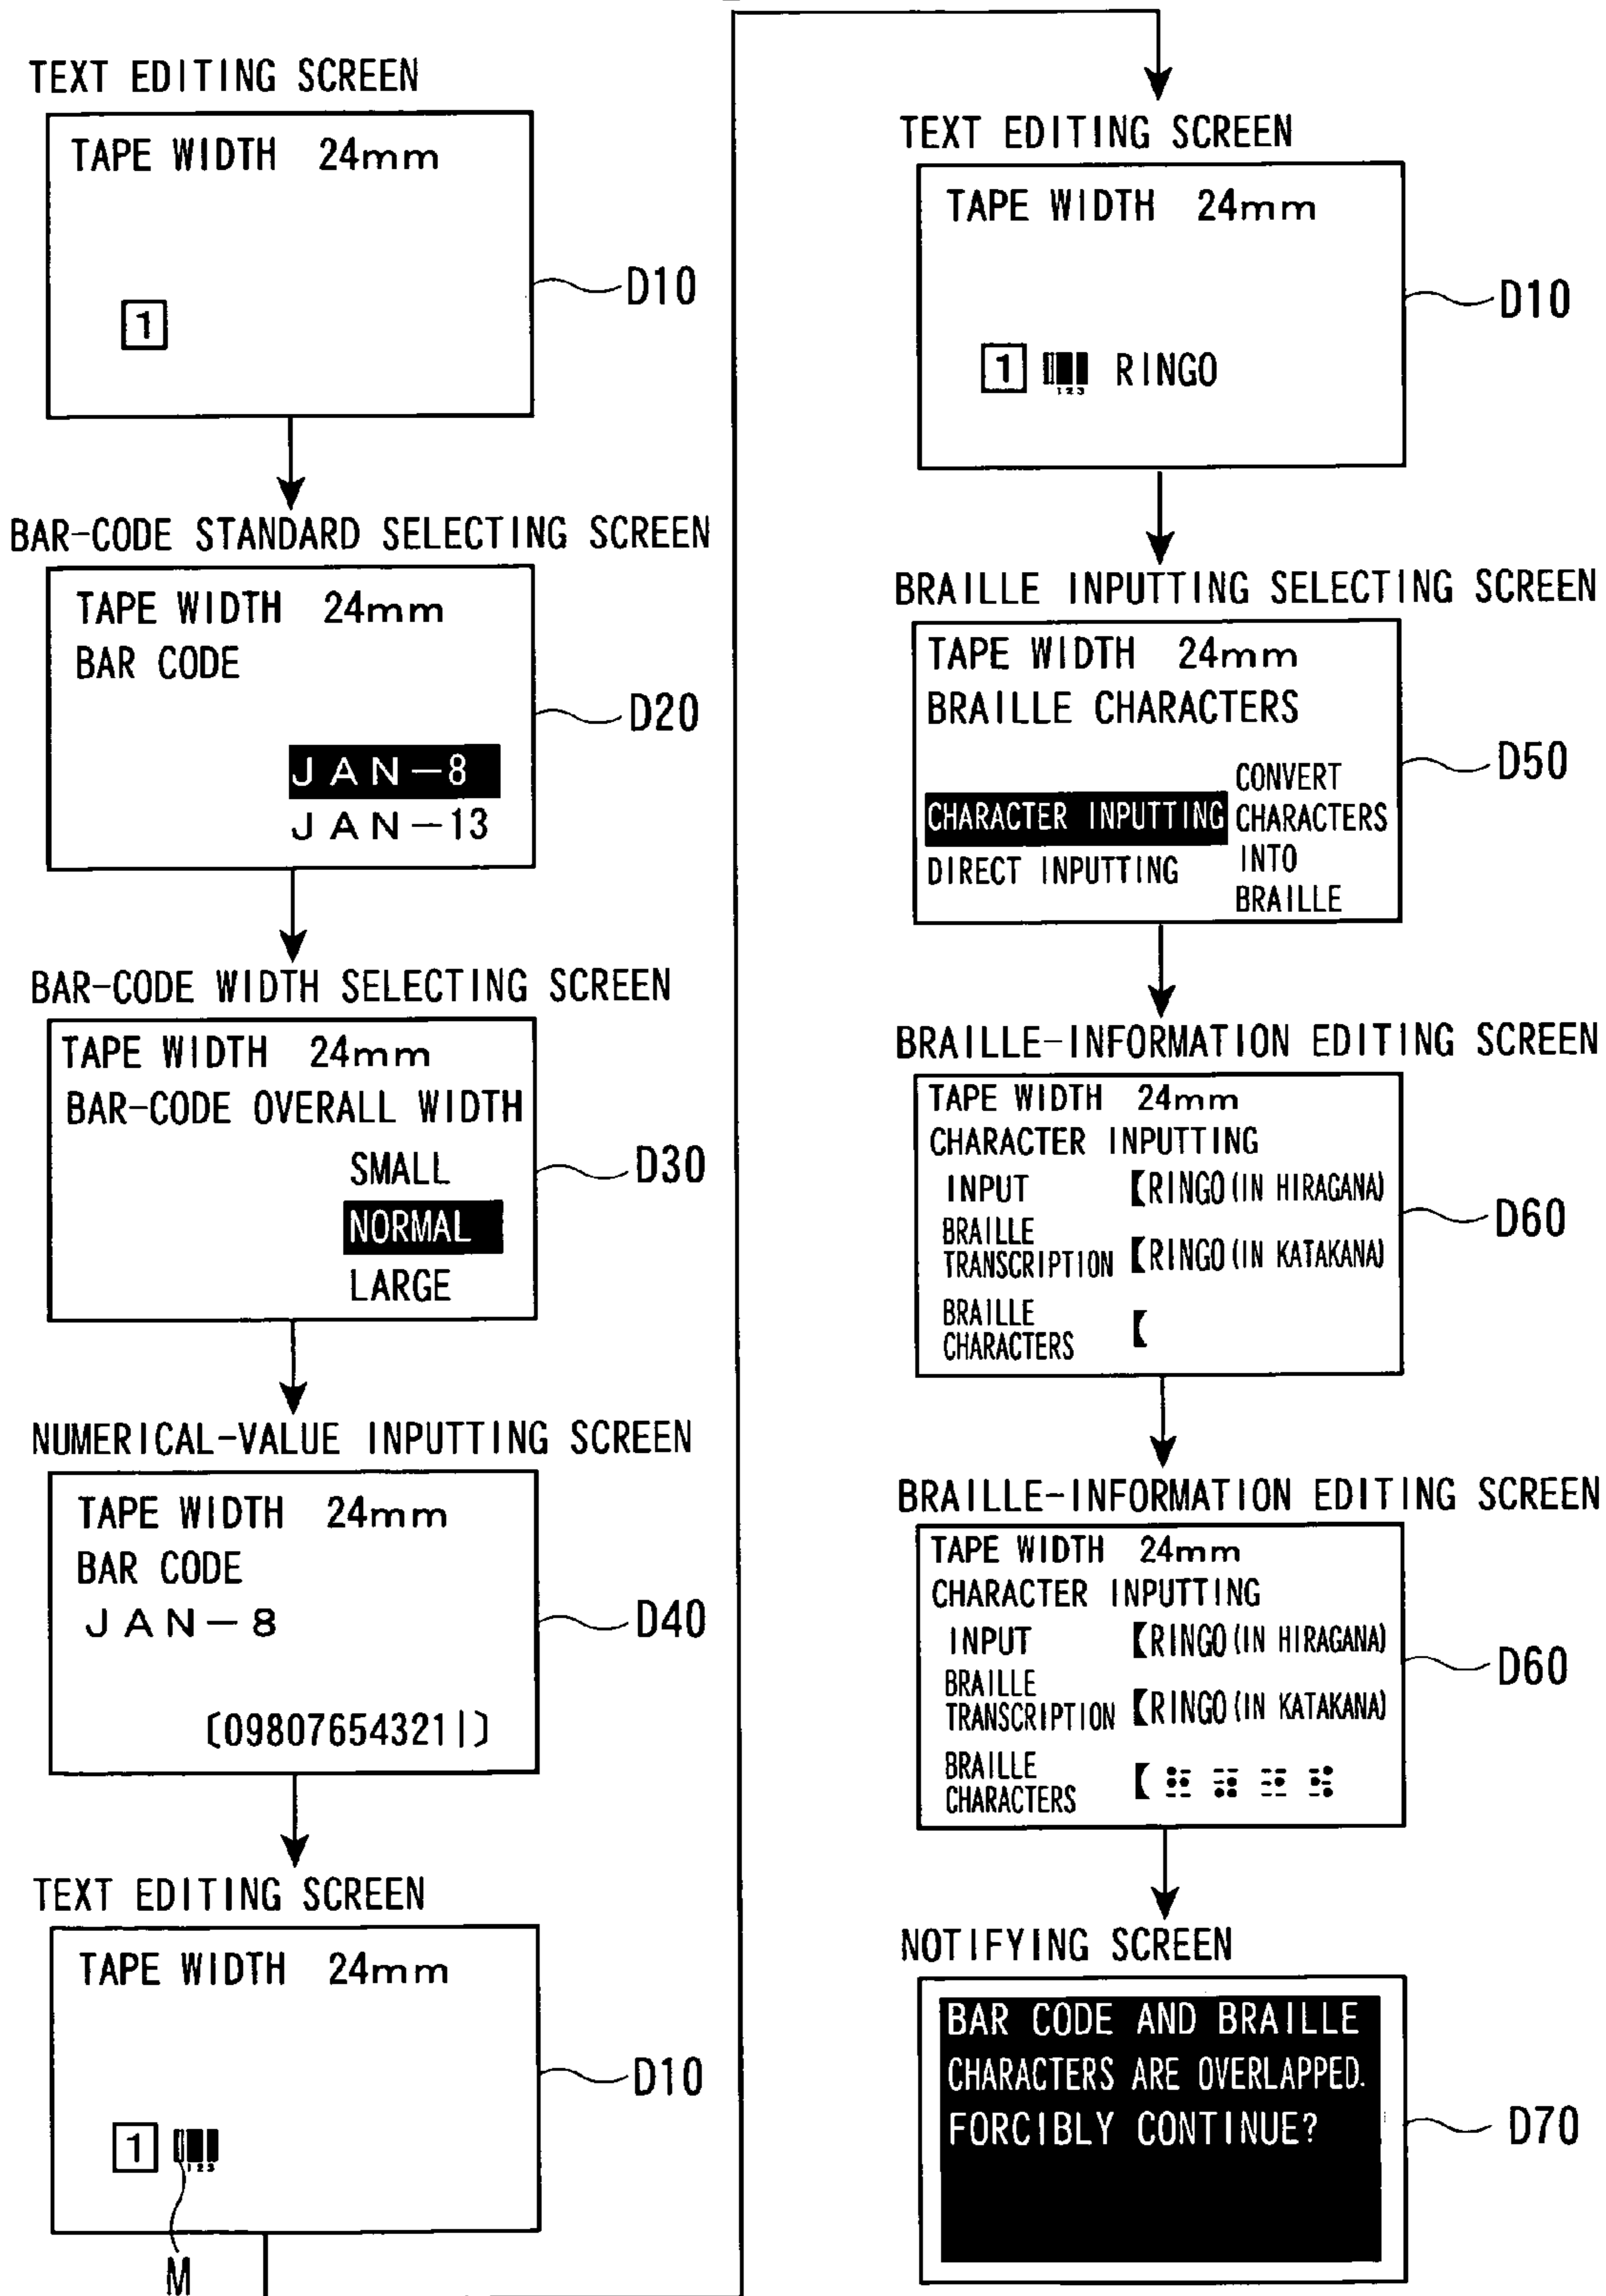 TEXT EDITING SCREEN
TAPE WIDTH 24mm
1
D10
BAR-CODE STANDARD SELECTING SCREEN
TAPE WIDTH 24mm
BAR CODE
JAN-8
JAN-13
D20
BAR-CODE WIDTH SELECTING SCREEN
TAPE WIDTH 24mm
BAR-CODE OVERALL WIDTH
SMALL
NORMAL
LARGE
D30
NUMERICAL-VALUE INPUTTING SCREEN
TAPE WIDTH 24mm
BAR CODE
JAN-8
(09807654321|)
D40
TEXT EDITING SCREEN
TAPE WIDTH 24mm
1
123
D10
M
TEXT EDITING SCREEN
TAPE WIDTH 24mm
1 RINGO
123
D10
BRAILLE INPUTTING SELECTING SCREEN
TAPE WIDTH 24mm
BRAILLE CHARACTERS
CHARACTER INPUTTING
DIRECT INPUTTING
CONVERT
CHARACTERS
INTO
BRAILLE
D50
BRAILLE-INFORMATION EDITING SCREEN
TAPE WIDTH 24mm
CHARACTER INPUTTING
INPUT 【RINGO(IN HIRAGANA)
BRAILLE
TRANSCRIPTION 【RINGO(IN KATAKANA)
BRAILLE
CHARACTERS 【
D60
BRAILLE-INFORMATION EDITING SCREEN
TAPE WIDTH 24mm
CHARACTER INPUTTING
INPUT 【RINGO(IN HIRAGANA)
BRAILLE
TRANSCRIPTION 【RINGO(IN KATAKANA)
BRAILLE
CHARACTERS 【
D60
NOTIFYING SCREEN
BAR CODE AND BRAILLE
CHARACTERS ARE OVERLAPPED.
FORCIBLY CONTINUE?
D70